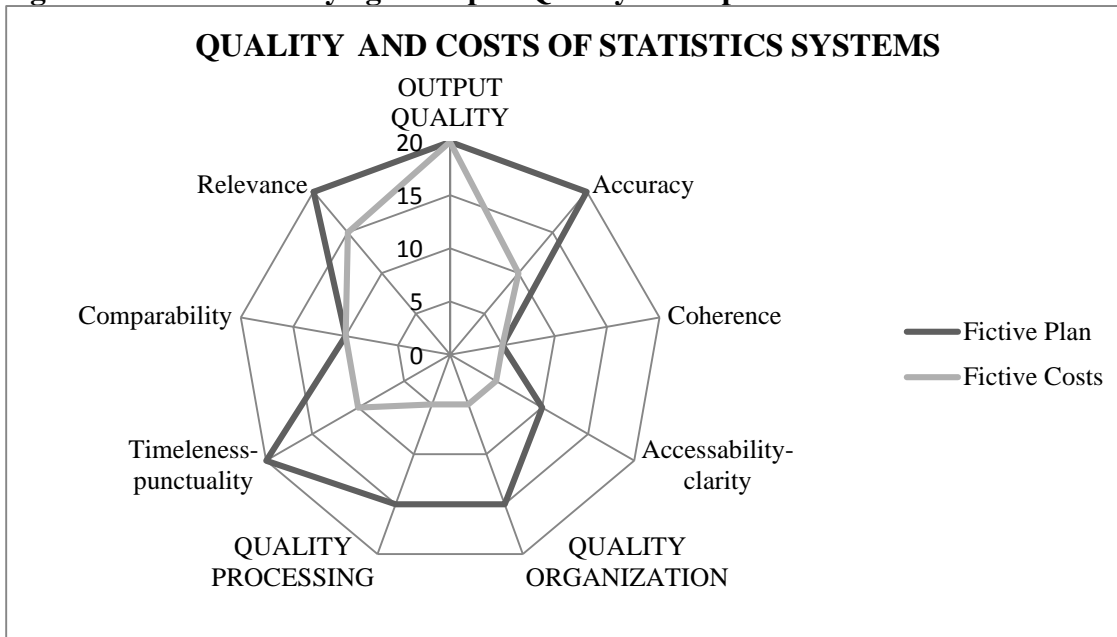 QUALITY AND COSTS OF STATISTICS SYSTEMS
OUTPUT
QUALITY
20
15
10
5
0
Accuracy
Coherence
Accessability-
clarity
QUALITY
ORGANIZATION
QUALITY
PROCESSING
Timeleness-
punctuality
Comparability
Relevance
Fictive Plan
Fictive Costs